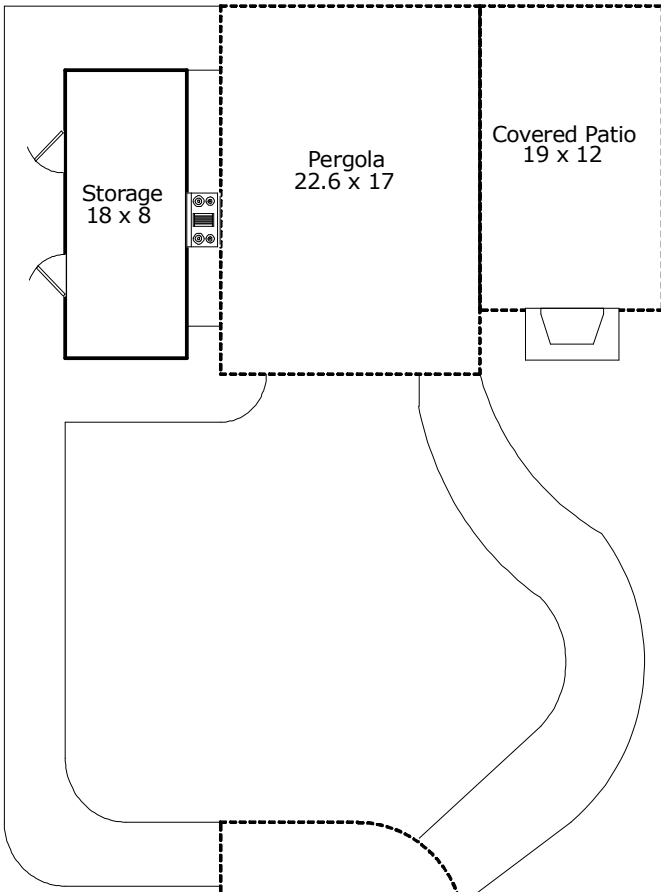 Storage
18 x 8
Pergola
22.6 x 17
Covered Patio
19 x 12